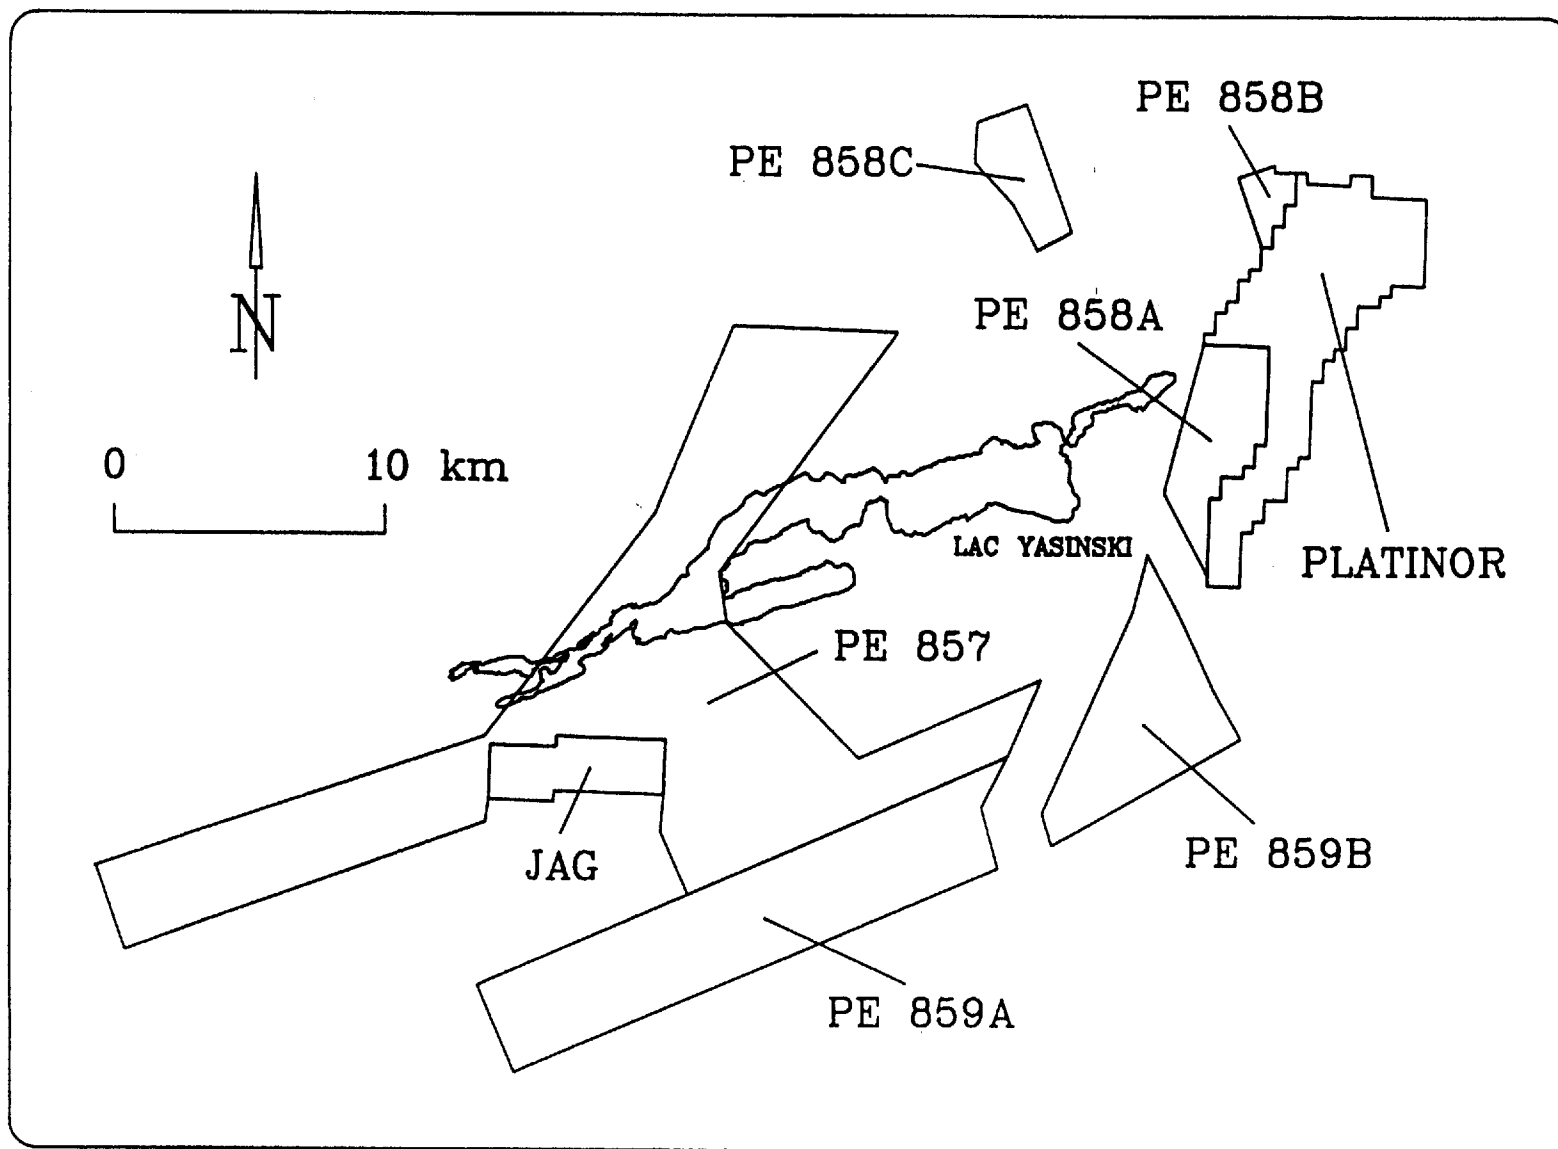 PE 858B
PE 858C
N
PE 858A
0 10 km
LAC YASINSKI
PLATINOR
PE 857
JAG
PE 859B
PE 859A